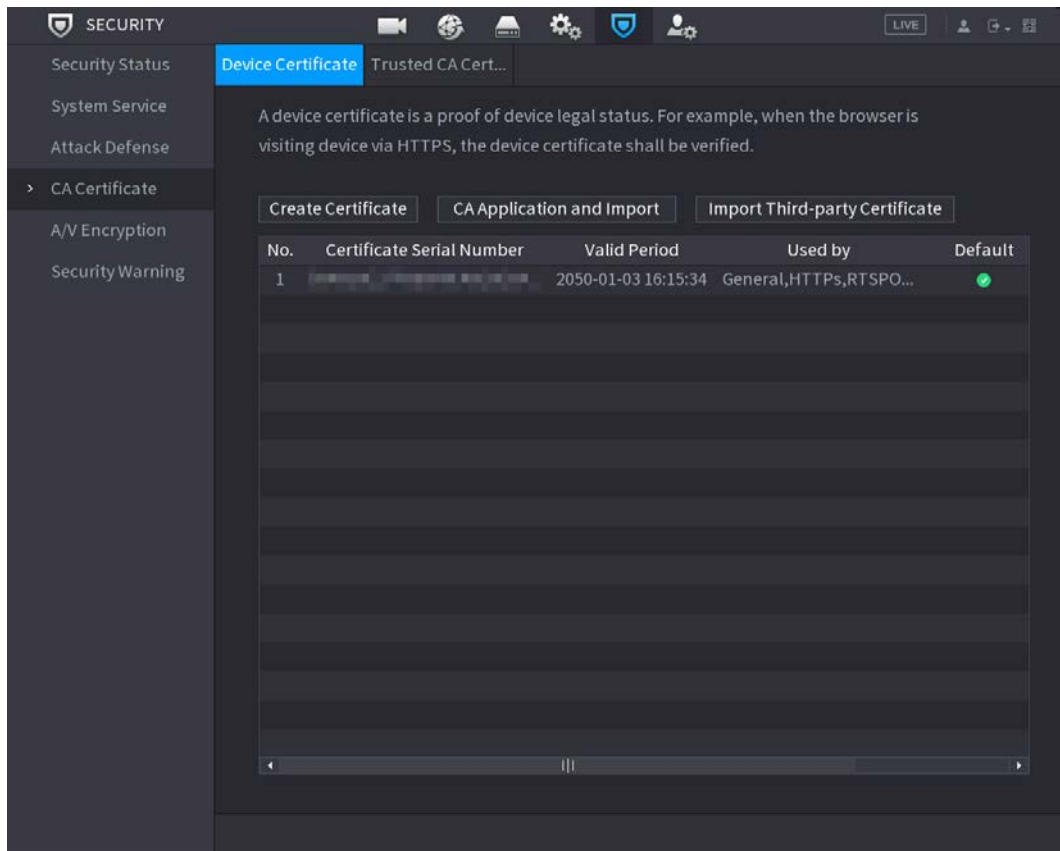 SECURITY
LIVE
Security Status
System Service
Attack Defense
CA Certificate
A/V Encryption
Security Warning
Device Certificate Trusted CA Cert...
A device certificate is a proof of device legal status. For example, when the browser is
visiting device via HTTPS, the device certificate shall be verified.
Create Certificate CA Application and Import Import Third-party Certificate
No. Certificate Serial Number Valid Period Used by Default
1 2050-01-03 16:15:34 General,HTTPs,RTSPO...